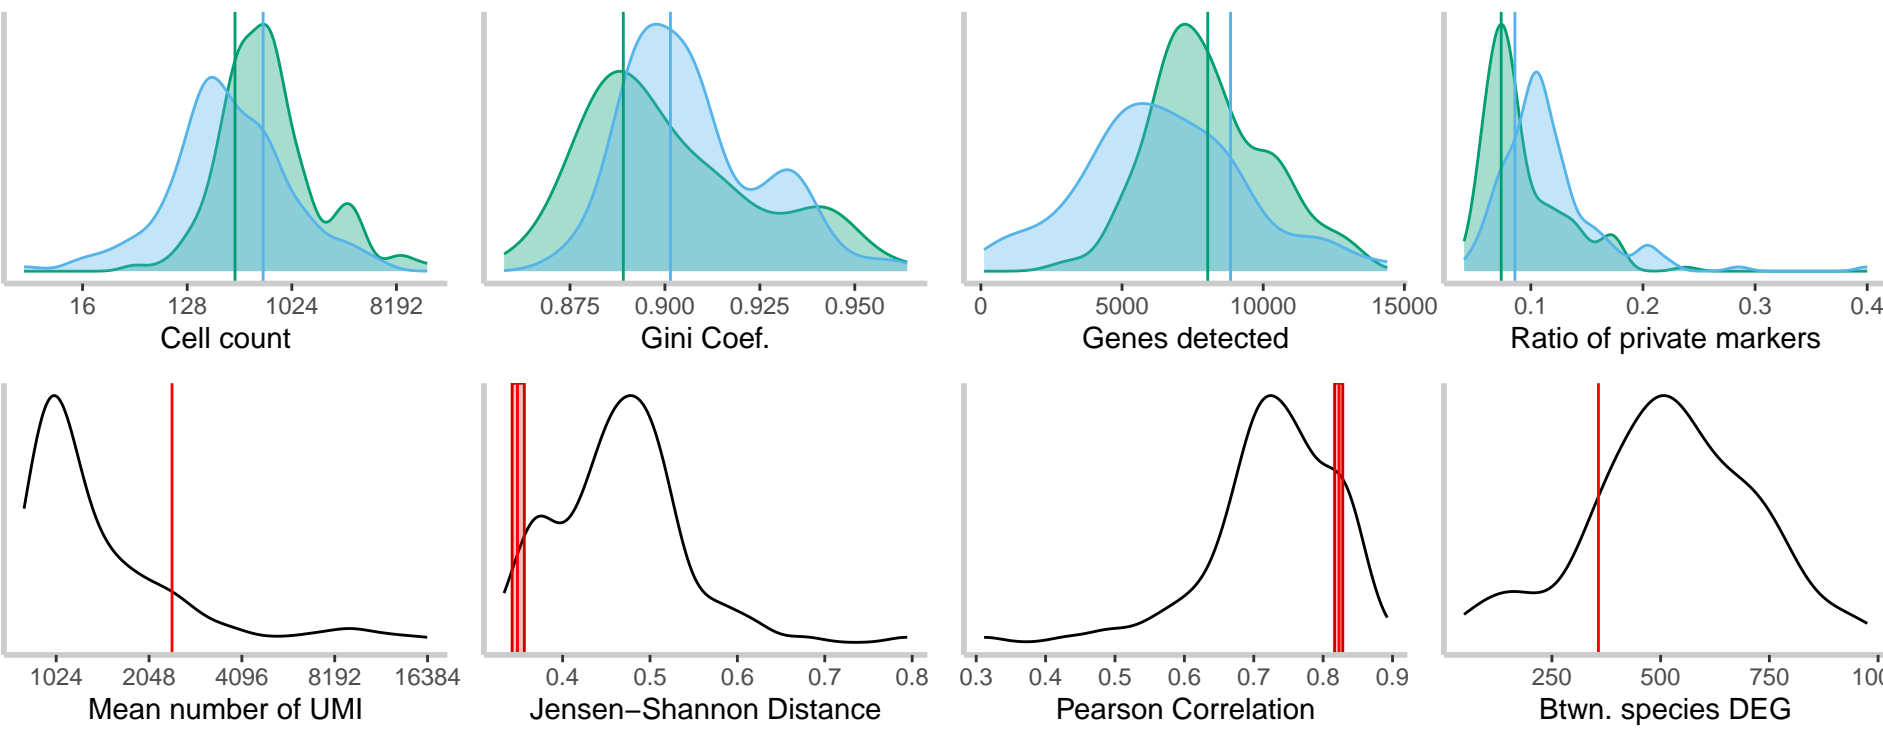 16 128 1024 8192
Cell count
0.875 0.900 0.925 0.950
Gini Coef.
0 5000 10000 15000
Genes detected
0.1 0.2 0.3 0.4
Ratio of private markers
1024 2048 4096 8192 16384
Mean number of UMI
0.4 0.5 0.6 0.7 0.8
Jensen−Shannon Distance
0.3 0.4 0.5 0.6 0.7 0.8 0.9
Pearson Correlation
250 500 750
Btwn. species DEG